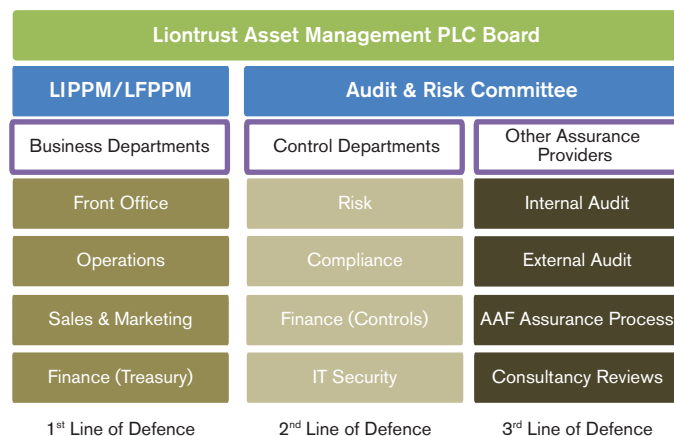 Liontrust Asset Management PLC Board
LIPPM/LFPPM
Audit & Risk Committee
Business Departments
Control Departments
Other Assurance
Providers
Front Office
Risk
Internal Audit
Operations
Compliance
External Audit
Sales & Marketing
Finance (Controls)
AAF Assurance Process
Finance (Treasury)
IT Security
Consultancy Reviews
1st Line of Defence
2nd Line of Defence
3rd Line of Defence